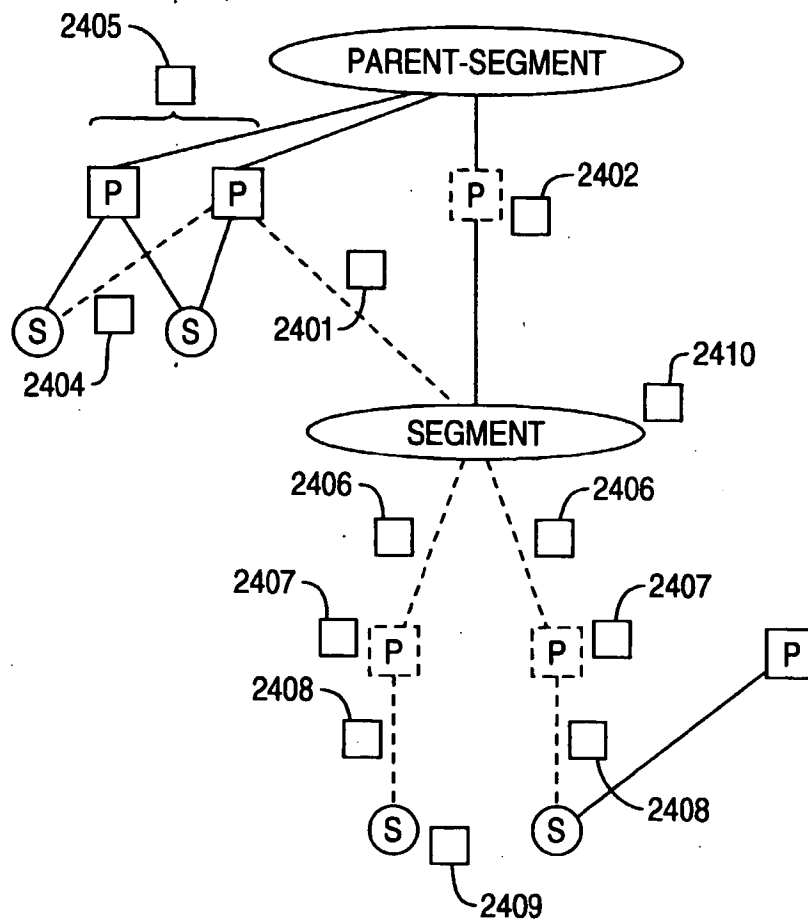 2405
PARENT-SEGMENT
P
P
P
2402
S
2404
S
2401
2410
SEGMENT
2406
2406
2407
P
P
2407
P
2408
2408
S
S
2409